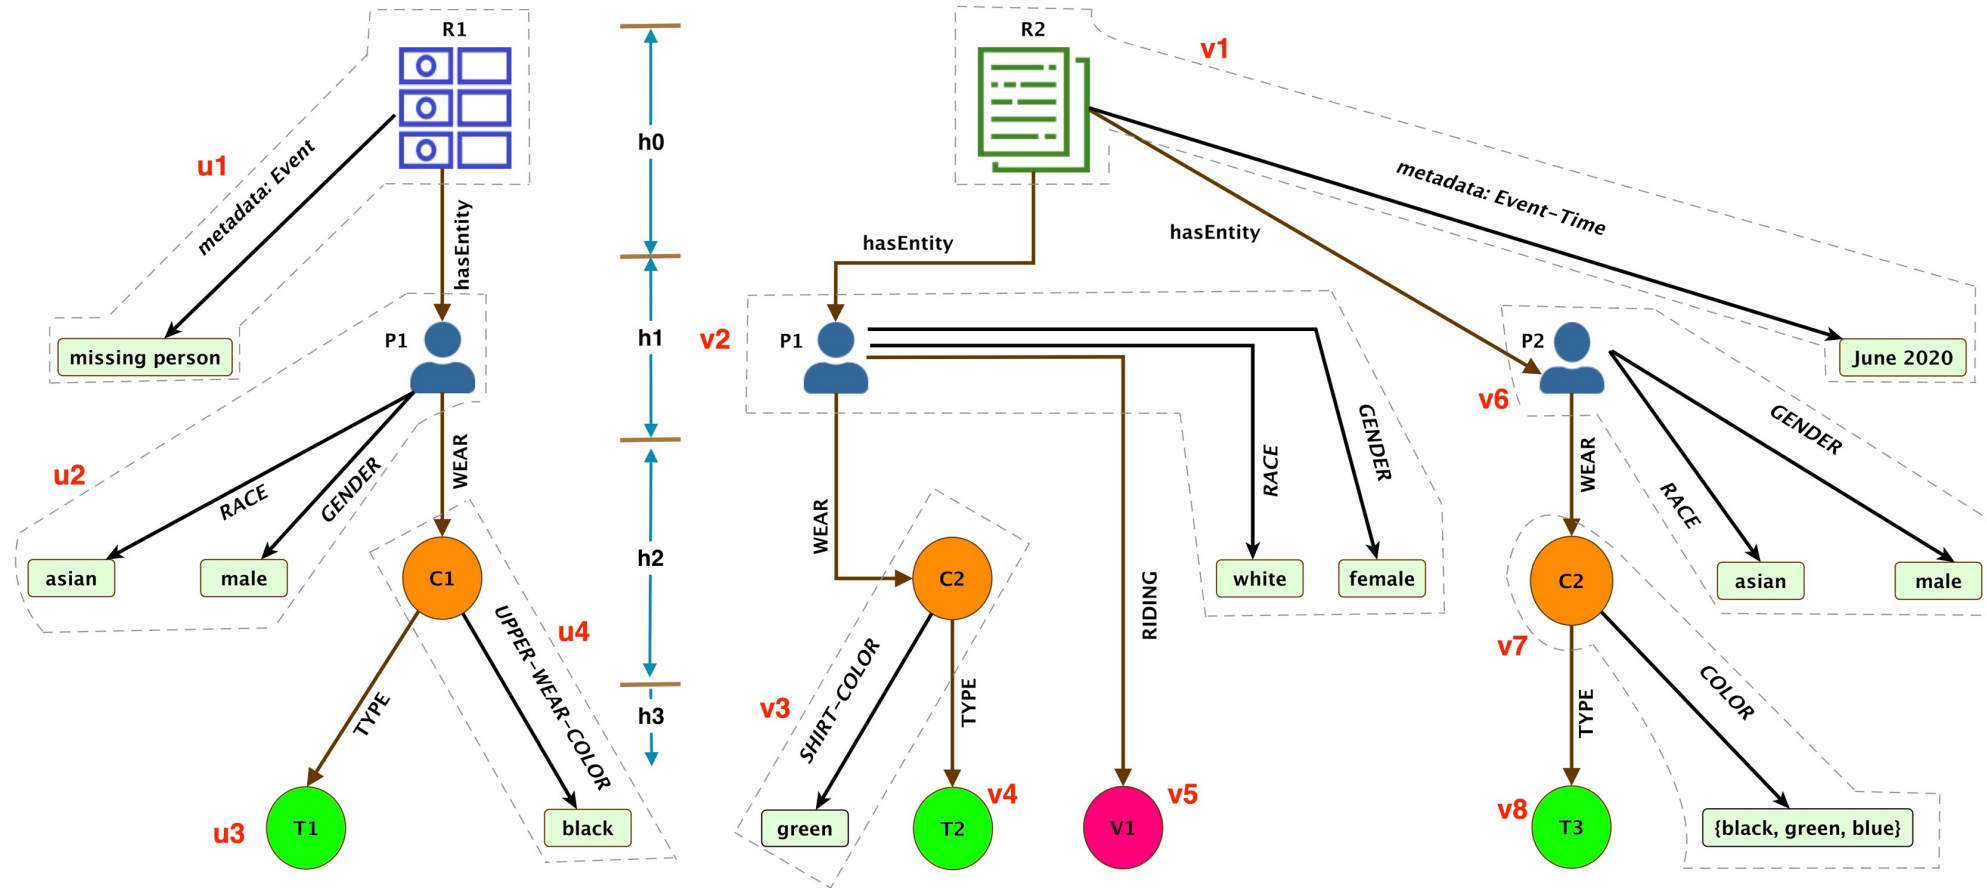 R1
R2
v1
h0
u1
metadata: Event
hasEntity
metadata: Event-Time
hasEntity
hasEntity
missing person
P1
h1
v2
P1
P2
June 2020
v6
u2
RACE
GENDER
WEAR
WEAR
RACE
GENDER
WEAR
RACE
GENDER
asian
male
C1
h2
C2
white
female
C2
asian
male
UPPER-WEAR-COLOR
u4
RIDING
v7
TYPE
h3
v3
SHIRT-COLOR
TYPE
TYPE
COLOR
u3
T1
black
green
T2
v4
V1
v5
v8
T3
{black, green, blue}